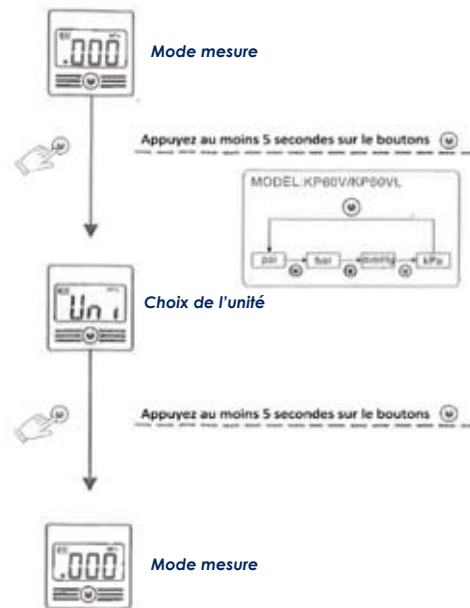 .000
Mode mesure
Appuyez au moins 5 secondes sur le boutons
MODEL:KP60V/KP60VL
psi bar mmHg kPa
Uni
Choix de l'unité
Appuyez au moins 5 secondes sur le boutons
.000
Mode mesure